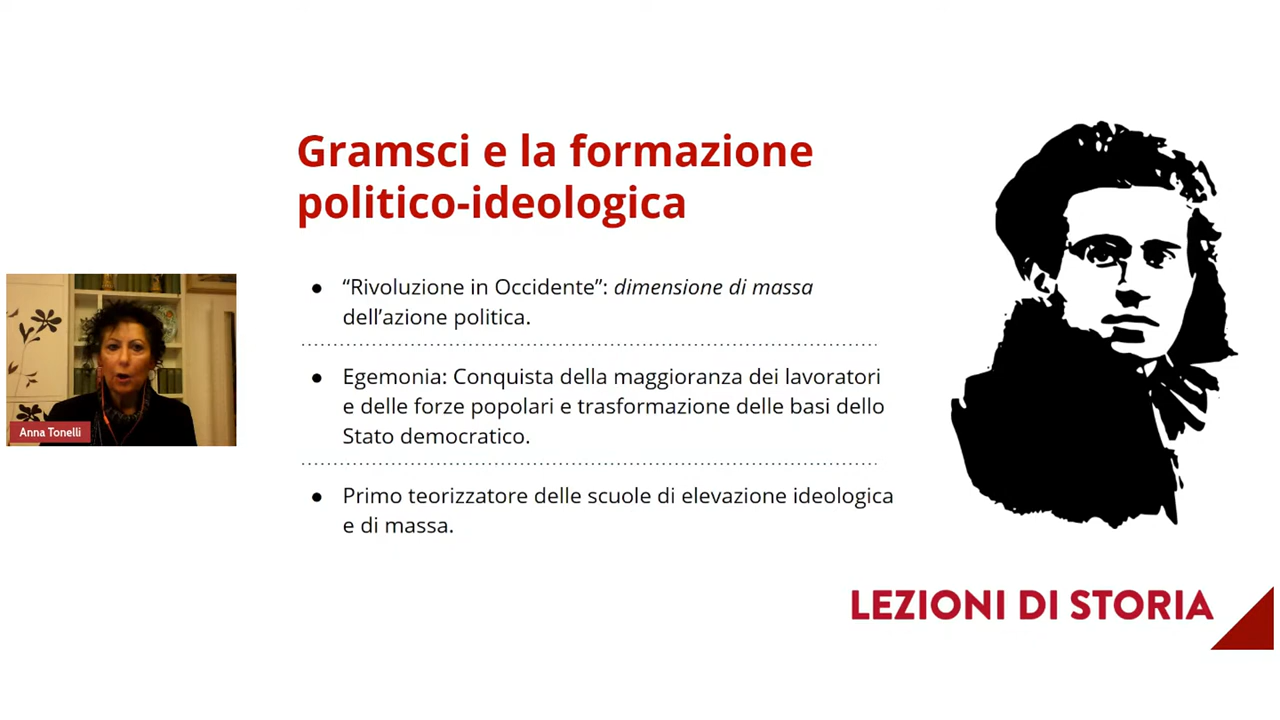 Gramsci e la formazione
politico-ideologica
● “Rivoluzione in Occidente”: dimensione di massa
dell’azione politica.
● Egemonia: Conquista della maggioranza dei lavoratori
e delle forze popolari e trasformazione delle basi dello
Stato democratico.
● Primo teorizzatore delle scuole di elevazione ideologica
e di massa.
Anna Tonelli
LEZIONI DI STORIA